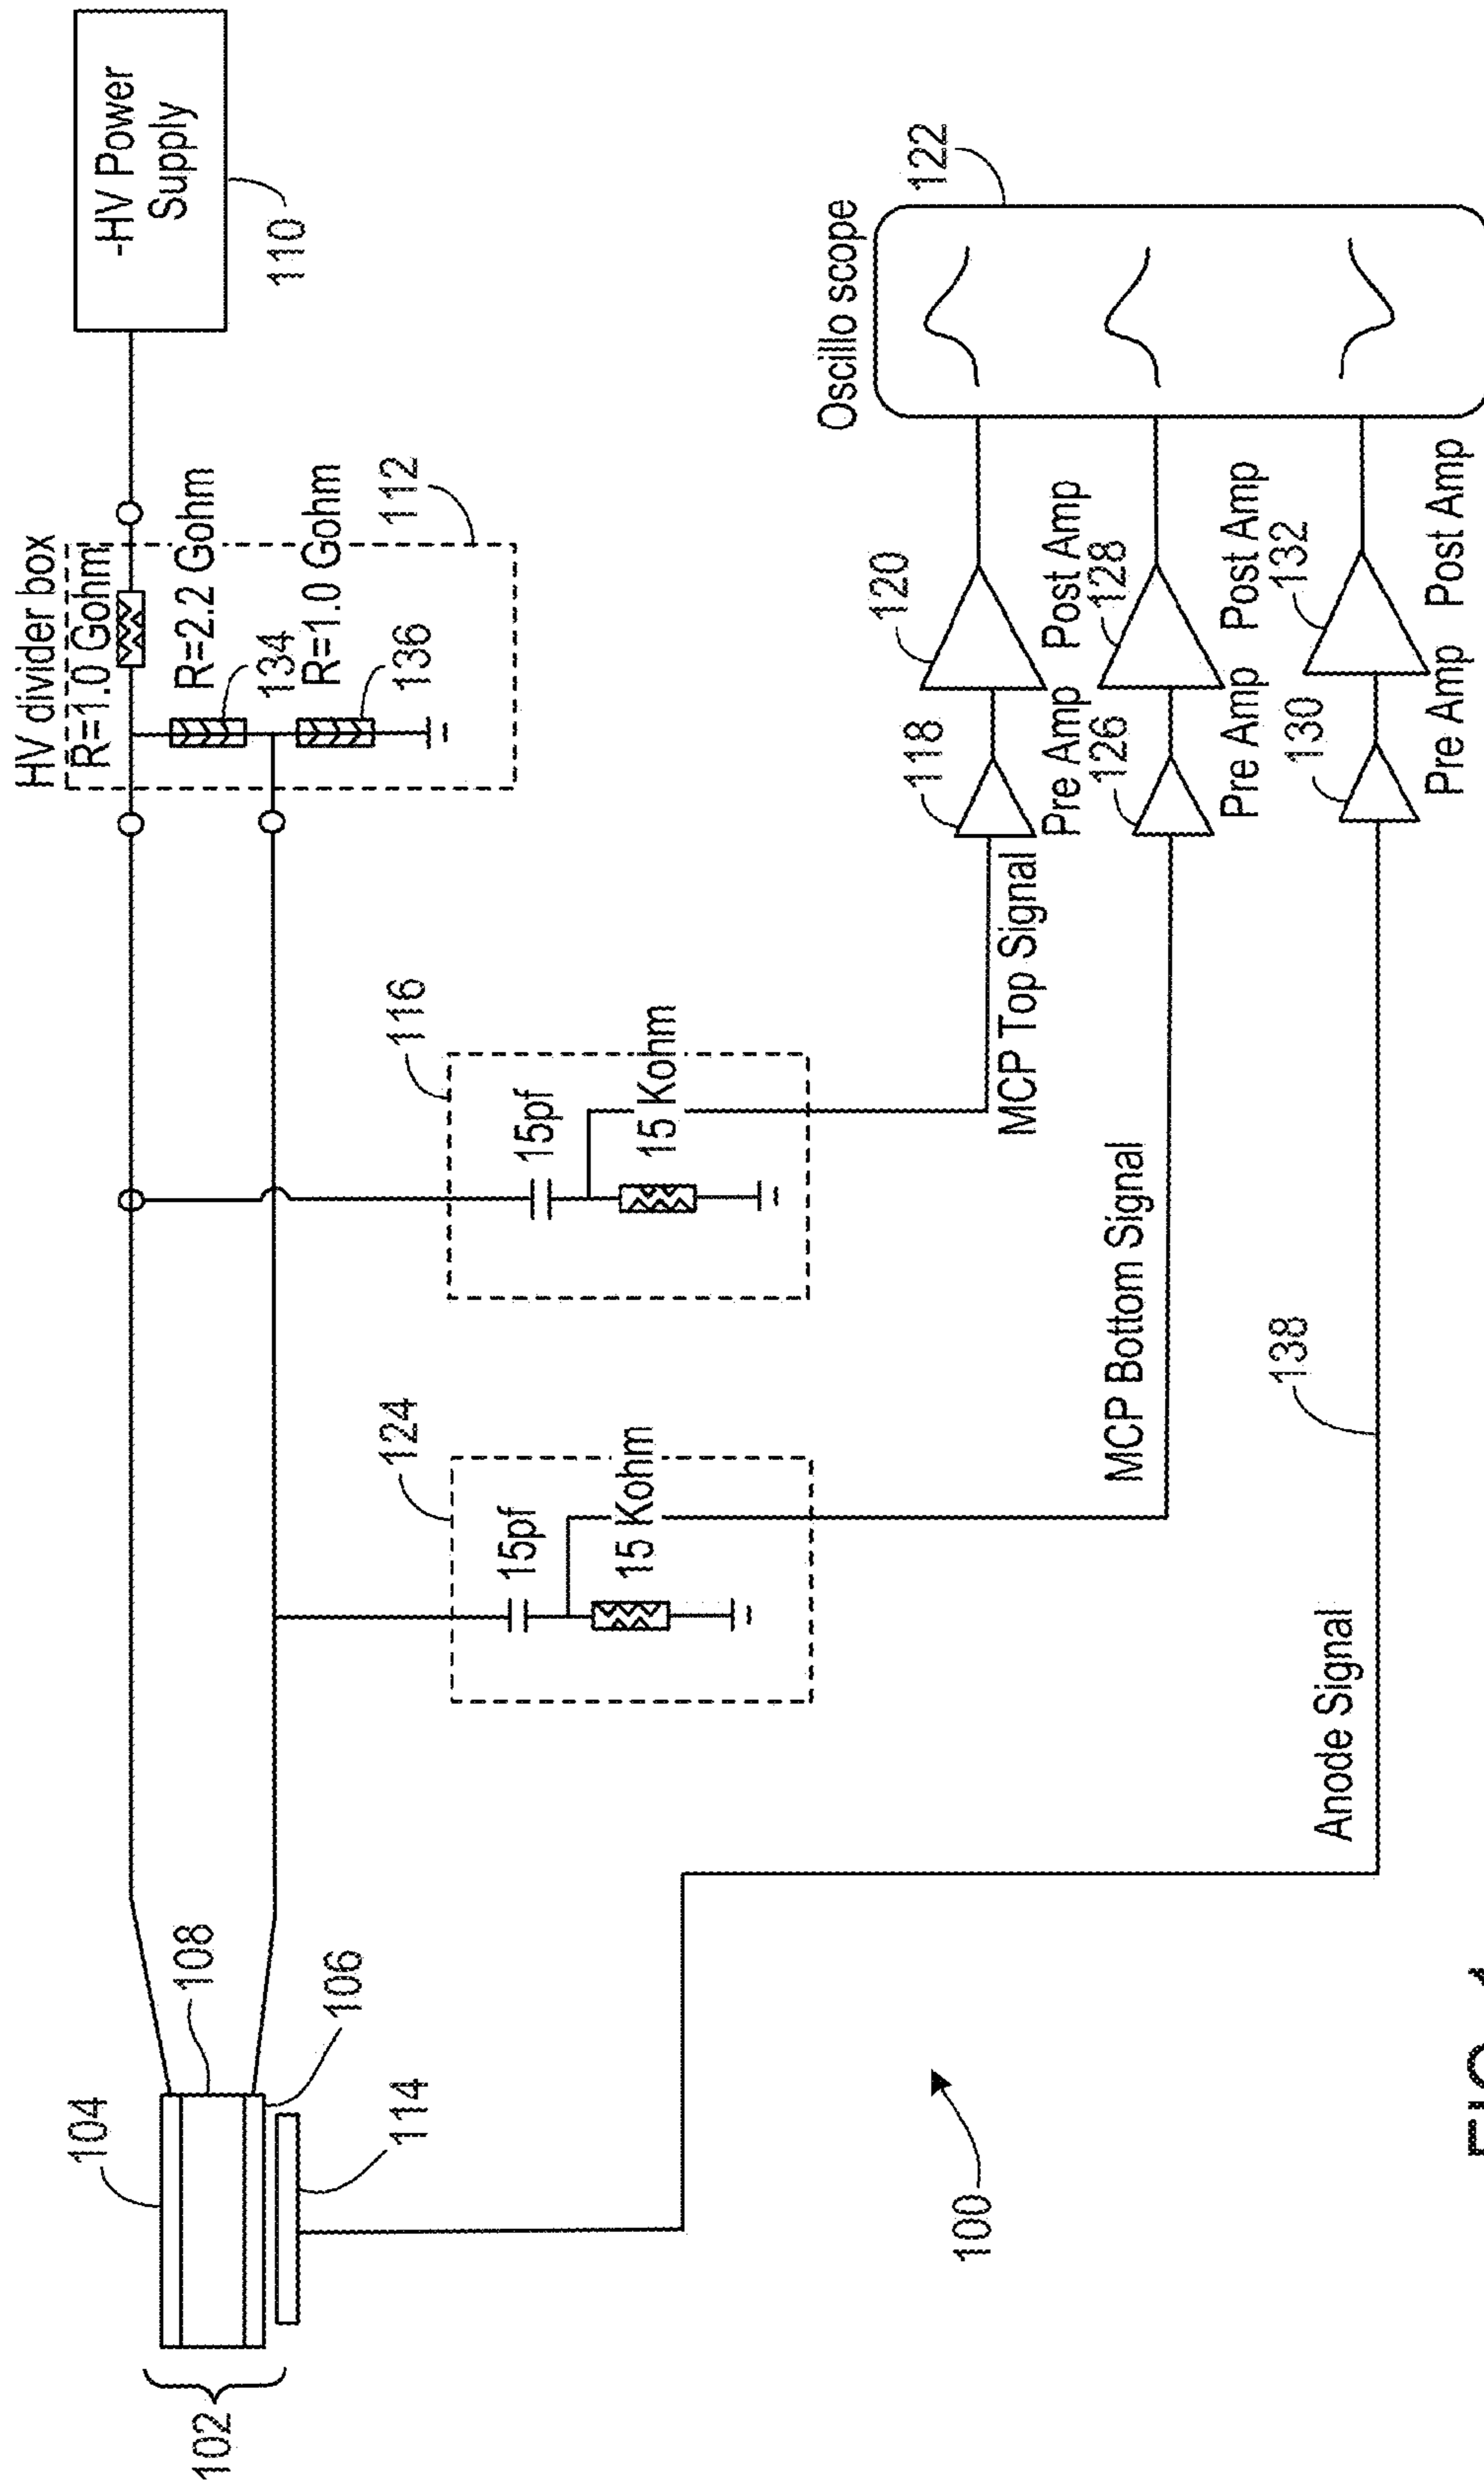 -HV Power
Supply
110
HV divider box
R=1.0 Gohm
R=2.2 Gohm
134
R=1.0 Gohm
136
112
102
104
108
106
114
116
15pf
15 Kohm
124
15pf
15 Kohm
Oscillo scope
122
MCP Top Signal
118
Pre Amp
120
Post Amp
MCP Bottom Signal
126
Pre Amp
128
Post Amp
Anode Signal
138
130
Pre Amp
132
Post Amp
100